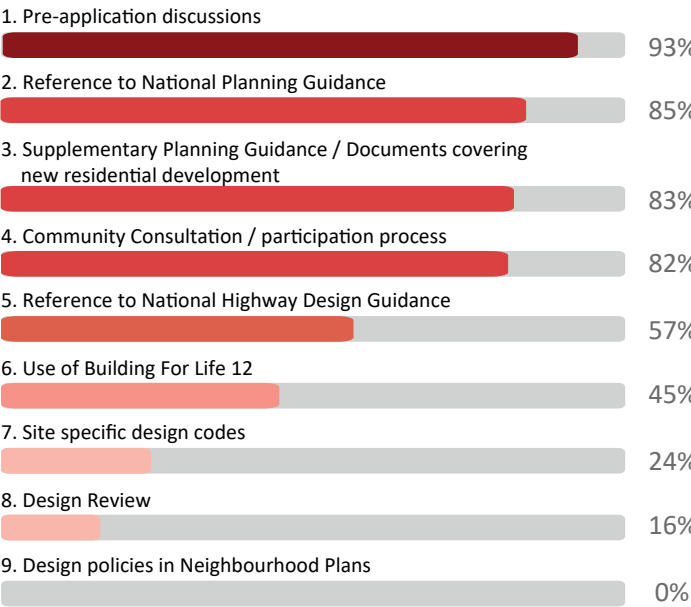 1. Pre-application discussions
93%
2. Reference to National Planning Guidance
85%
3. Supplementary Planning Guidance / Documents covering
new residential development
83%
4. Community Consultation / participation process
82%
5. Reference to National Highway Design Guidance
57%
6. Use of Building For Life 12
45%
7. Site specific design codes
24%
8. Design Review
16%
9. Design policies in Neighbourhood Plans
0%